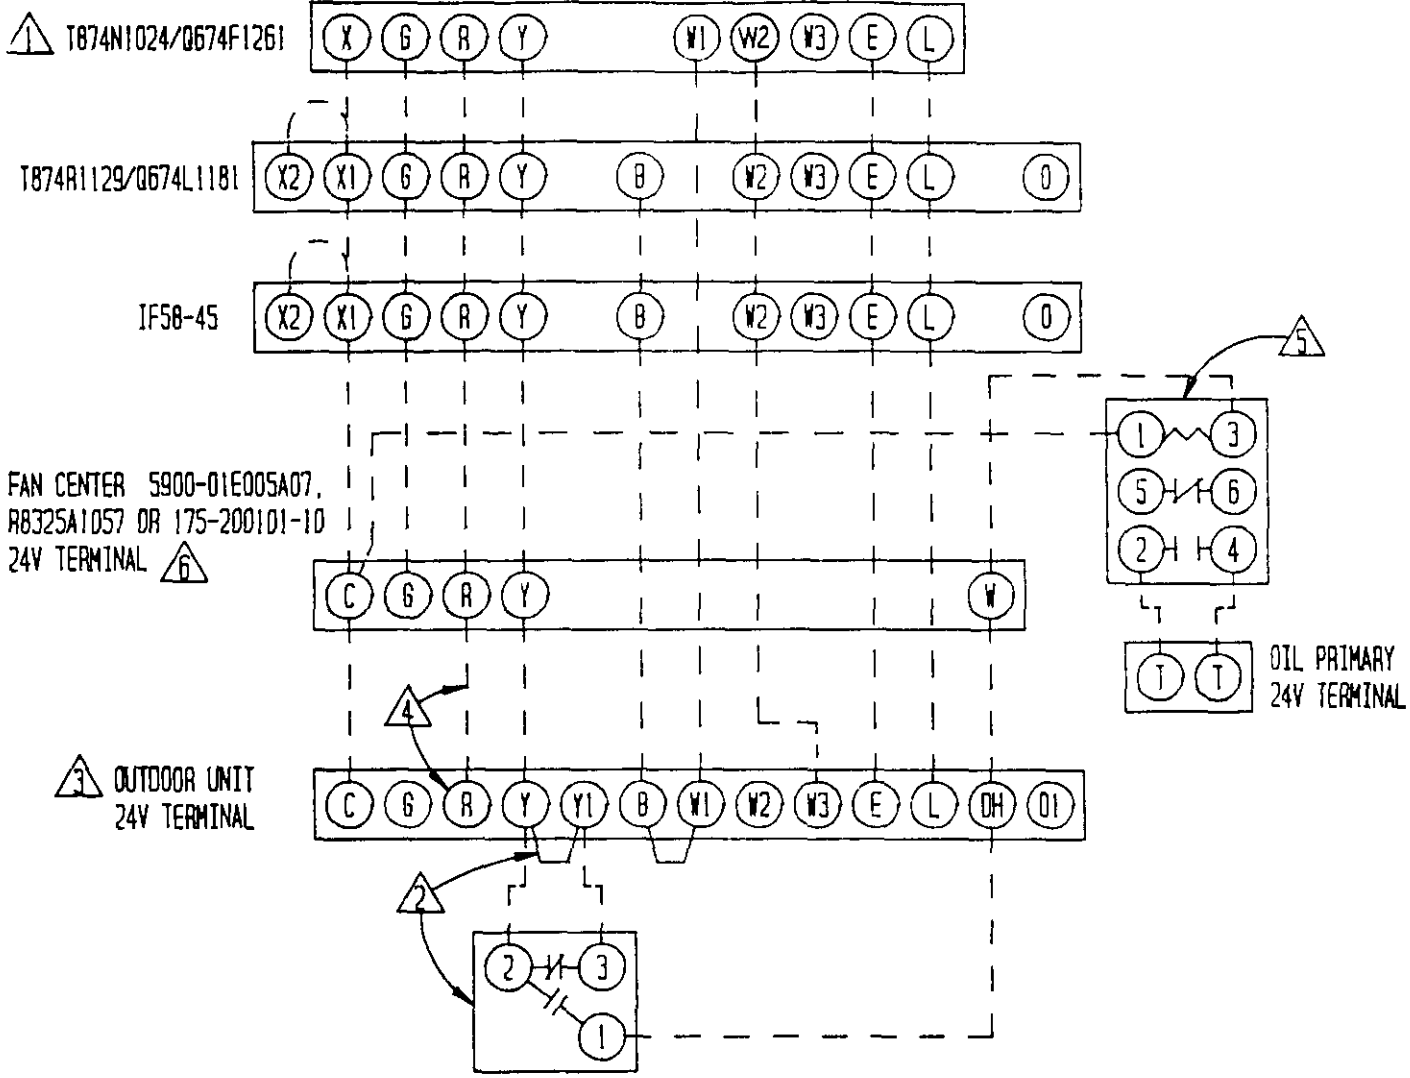 1 T874N1024/Q674F1261 X G R Y W1 W2 W3 E L
T874R1129/Q674L1181 X2 X1 G R Y B W2 W3 E L O
IF58-45 X2 X1 G R Y B W2 W3 E L O
5
1 3
5 6
2 4
FAN CENTER 5900-01E005A07,
R8325A1057 OR 175-200101-10
24V TERMINAL 6
C G R Y W
T T
OIL PRIMARY
24V TERMINAL
4
3 OUTDOOR UNIT
24V TERMINAL
C G R Y Y1 B W1 W2 W3 E L DH O1
2
2 3
1